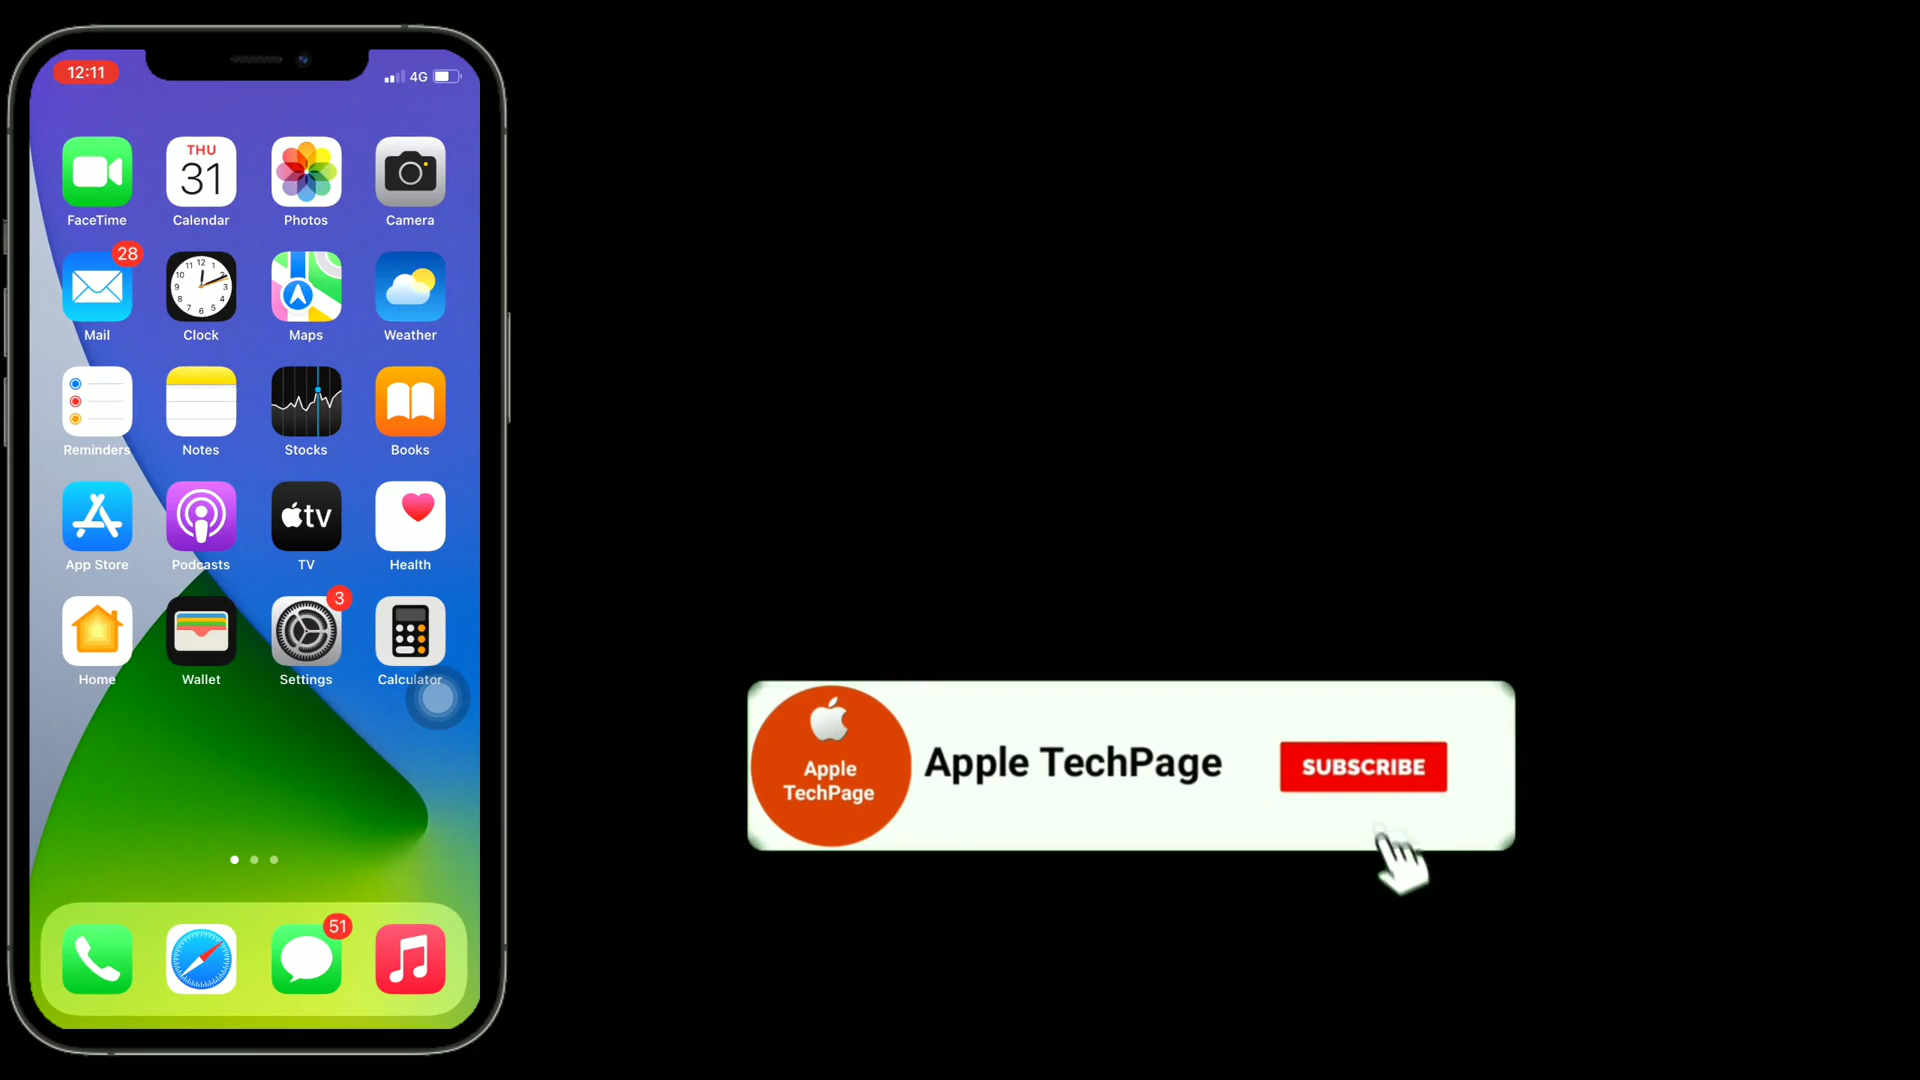 12:11
4G
THU
31
FaceTime
Calendar
Photos
Camera
28
Mail
Clock
Maps
Weather
Reminders
Notes
Stocks
Books
tv
App Store
Podcasts
TV
Health
3
Home
Wallet
Settings
Calculator
51
Apple
TechPage
Apple TechPage
SUBSCRIBE